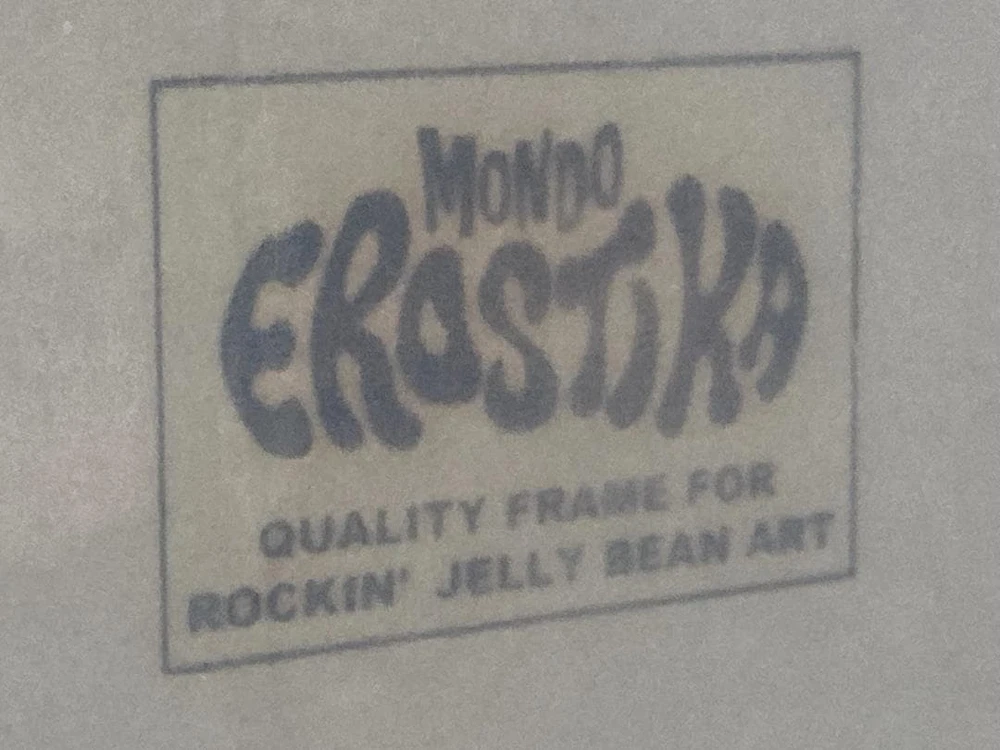 MONDO
EROSTIKA
QUALITY FRAME FOR
ROCKIN' JELLY BEAN ART